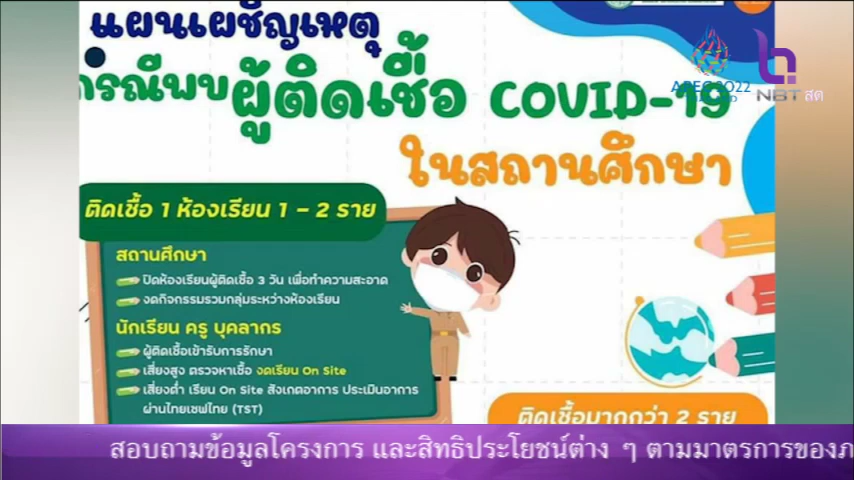 แผนเผชิญเหตุ
กรณีพบผู้ติดเชื้อ COVID-19
ในสถานศึกษา
APEC 2022
NBT สด
ติดเชื้อ 1 ห้องเรียน 1 - 2 ราย
สถานศึกษา
ปิดห้องเรียนผู้ติดเชื้อ 3 วัน เพื่อทำความสะอาด
งดกิจกรรมรวมกลุ่มระหว่างห้องเรียน
นักเรียน ครู บุคลากร
ผู้ติดเชื้อเข้ารับการรักษา
เสี่ยงสูง ตรวจหาเชื้อ งดเรียน On Site
เสี่ยงต่ำ เรียน On Site สังเกตอาการ ประเมินอาการ
ผ่านไทยเซฟไทย (TST)
ติดเชื้อมากกว่า 2 ราย
สอบถามข้อมูลโครงการ และสิทธิประโยชน์ต่าง ๆ ตามมาตรการของภ